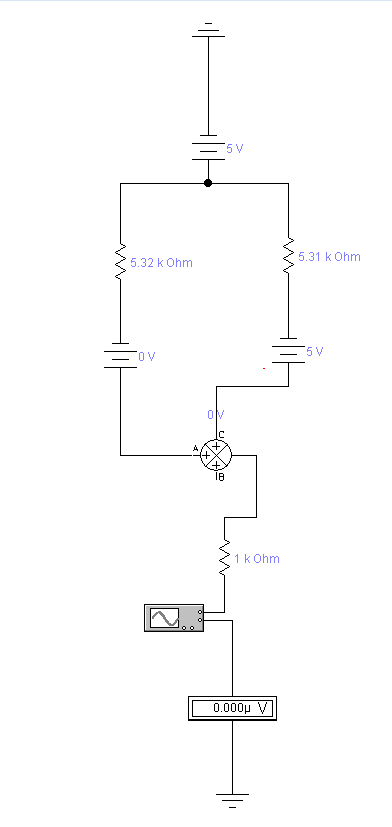 5 V
5.32 k Ohm
5.31 k Ohm
0 V
5 V
0 V
C
A
B
1 k Ohm
0.000µ V